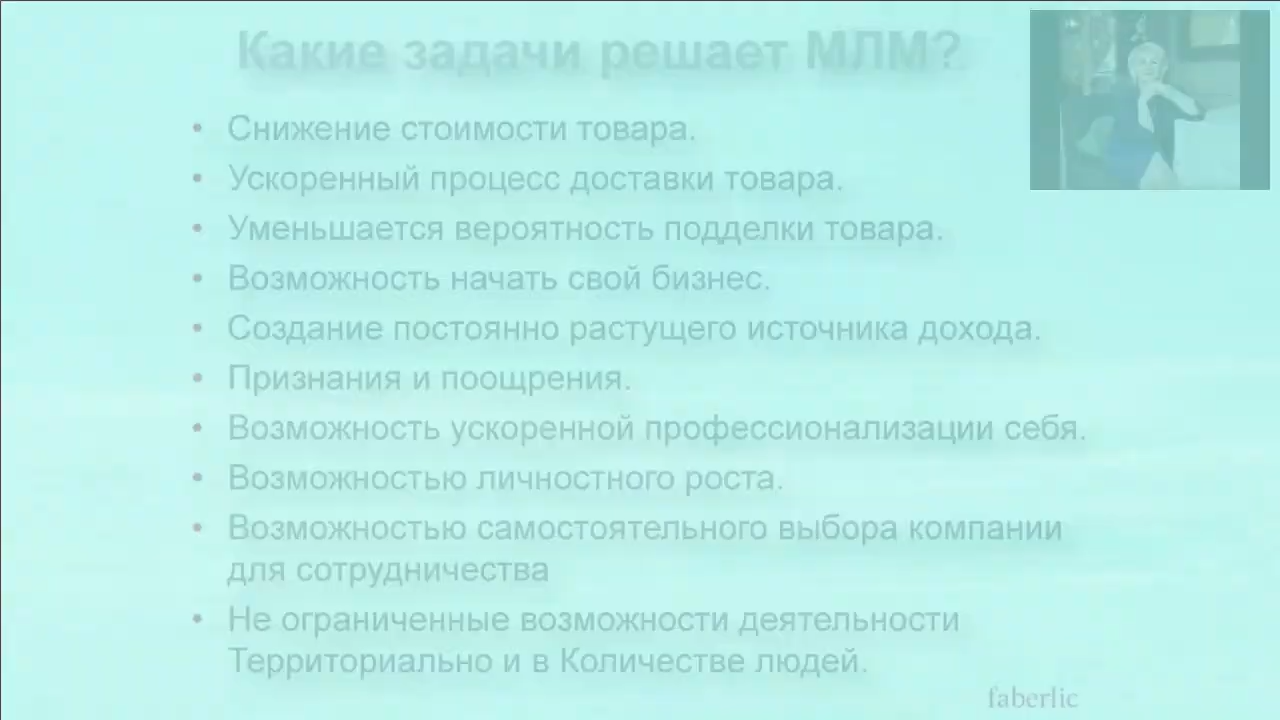 Какие задачи решает МЛМ?
• Снижение стоимости товара.
• Ускоренный процесс доставки товара.
• Уменьшается вероятность подделки товара.
• Возможность начать свой бизнес.
• Создание постоянно растущего источника дохода.
• Признания и поощрения.
• Возможность ускоренной профессионализации себя.
• Возможностью личностного роста.
• Возможностью самостоятельного выбора компании
для сотрудничества
• Не ограниченные возможности деятельности
Территориально и в Количестве людей.
faberlic